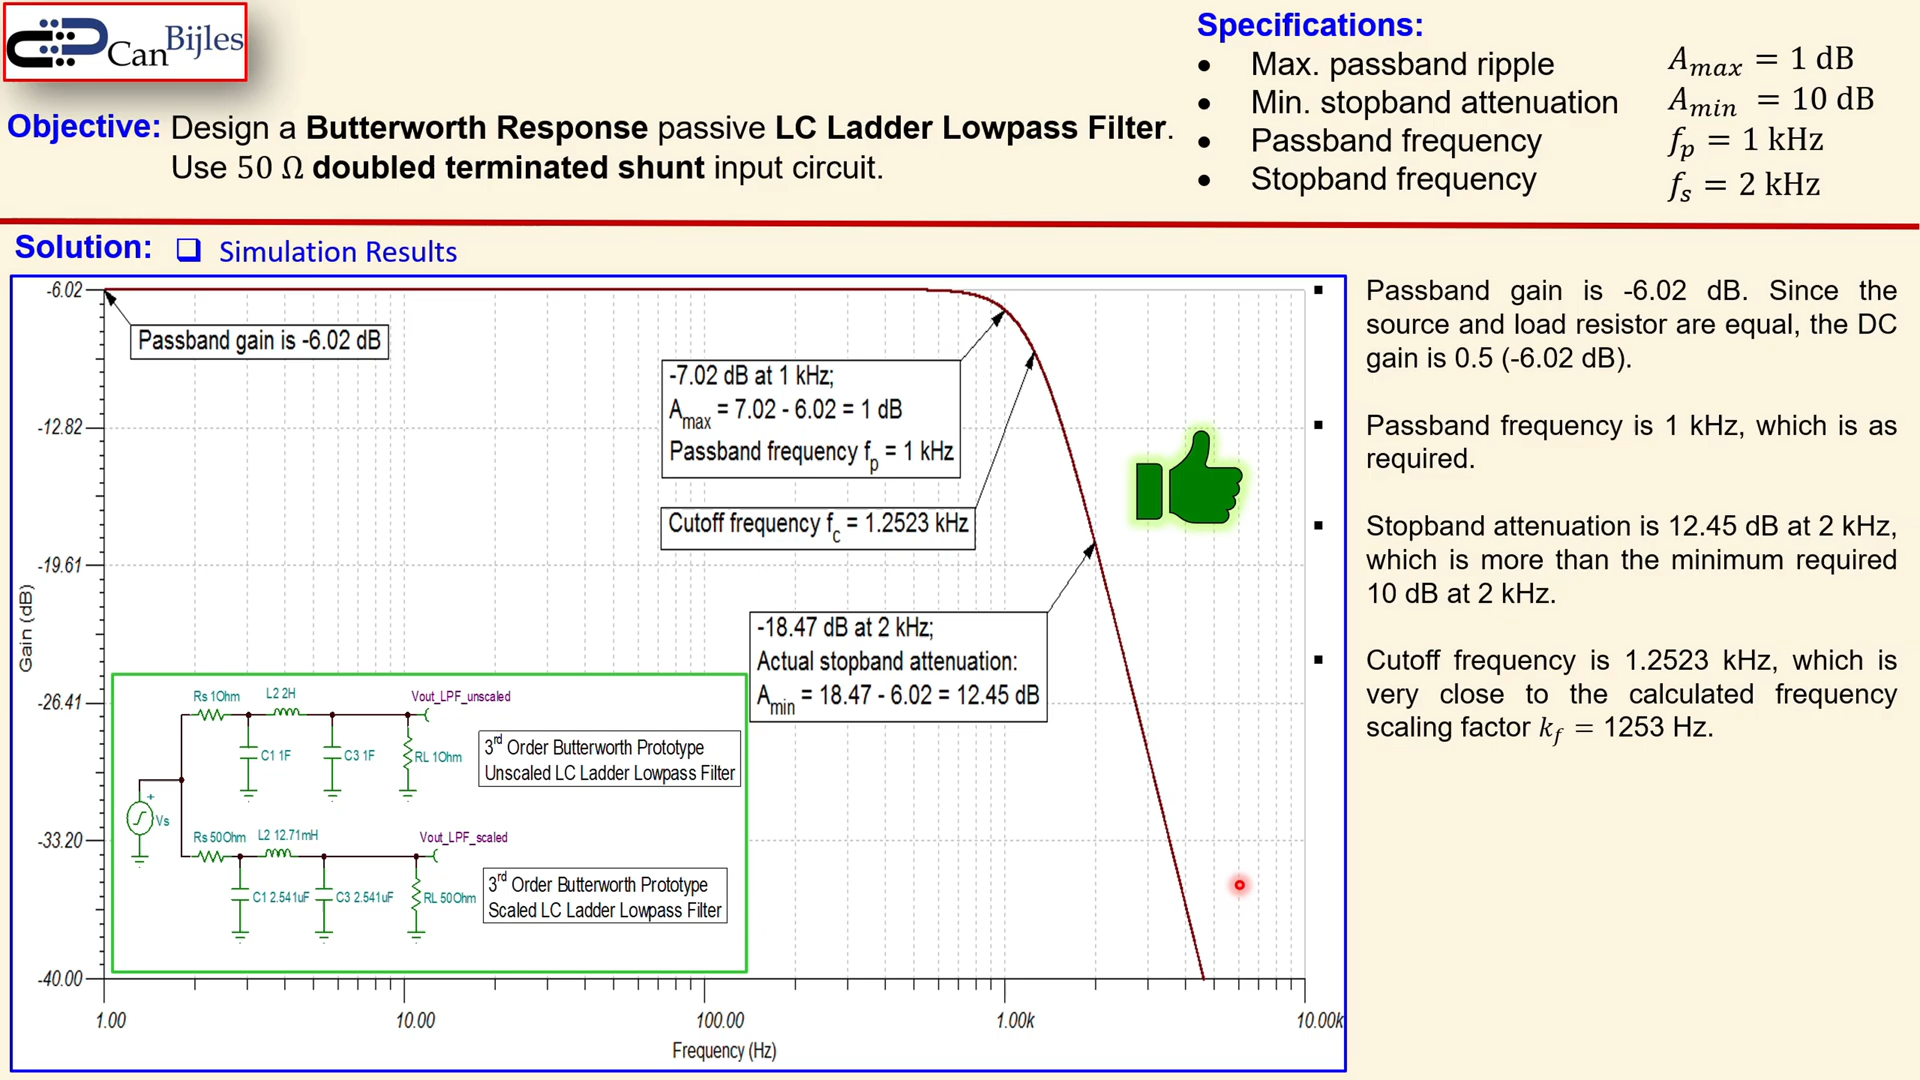 CanBijles
Objective: Design a Butterworth Response passive LC Ladder Lowpass Filter.
Use 50 Ω doubled terminated shunt input circuit.
Specifications:
• Max. passband ripple A_max = 1 dB
• Min. stopband attenuation A_min = 10 dB
• Passband frequency f_p = 1 kHz
• Stopband frequency f_s = 2 kHz
Solution: ❑ Simulation Results
-6.02
-12.82
-19.61
-26.41
-33.20
-40.00
Gain (dB)
Passband gain is -6.02 dB
-7.02 dB at 1 kHz;
A_max = 7.02 - 6.02 = 1 dB
Passband frequency f_p = 1 kHz
Cutoff frequency f_c = 1.2523 kHz
-18.47 dB at 2 kHz;
Actual stopband attenuation:
A_min = 18.47 - 6.02 = 12.45 dB
Rs 1Ohm L2 2H Vout_LPF_unscaled
C1 1F C3 1F RL 1Ohm
3rd Order Butterworth Prototype
Unscaled LC Ladder Lowpass Filter
+
Vs
Rs 50Ohm L2 12.71mH Vout_LPF_scaled
C1 2.541uF C3 2.541uF RL 50Ohm
3rd Order Butterworth Prototype
Scaled LC Ladder Lowpass Filter
1.00 10.00 100.00 1.00k 10.00k
Frequency (Hz)
▪ Passband gain is -6.02 dB. Since the
source and load resistor are equal, the DC
gain is 0.5 (-6.02 dB).
▪ Passband frequency is 1 kHz, which is as
required.
▪ Stopband attenuation is 12.45 dB at 2 kHz,
which is more than the minimum required
10 dB at 2 kHz.
▪ Cutoff frequency is 1.2523 kHz, which is
very close to the calculated frequency
scaling factor k_f = 1253 Hz.